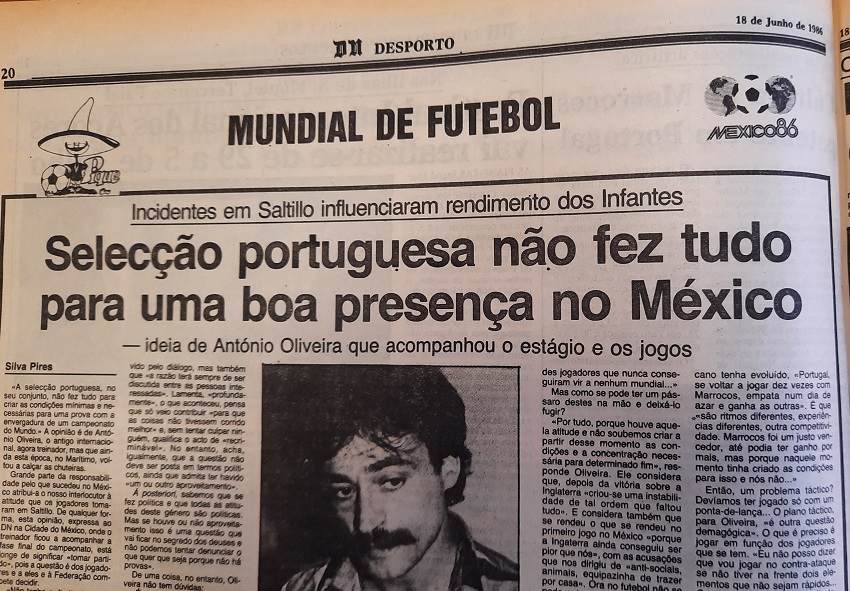 18 de Junho de 1986
DN DESPORTO
20
MUNDIAL DE FUTEBOL
MEXICO86
Pique
Incidentes em Saltillo influenciaram rendimento dos Infantes
Selecção portuguesa não fez tudo
para uma boa presença no México
— ideia de António Oliveira que acompanhou o estágio e os jogos
Silva Pires
«A selecção portuguesa, no
seu conjunto, não fez tudo para
criar as condições mínimas e ne-
cessárias para uma prova com a
envergadura de um campeonato
do Mundo.» A opinião é de Antó-
nio Oliveira, o antigo internacio-
nal, agora treinador, mas que ain-
da esta época, no Marítimo, vol-
tou a calçar as chuteiras.
Grande parte da responsabili-
dade pelo que sucedeu no Méxi-
co atribui-a o nosso interlocutor à
atitude que os jogadores toma-
ram em Saltillo. De qualquer for-
ma, esta opinião, expressa ao
DN na Cidade do México, onde o
treinador ficou a acompanhar a
fase final do campeonato, está
longe de significar «tomar parti-
do», pois a questão é dos jogado-
res e a eles e à Federação com-
pete decidir.
vido pelo diálogo, mas também
que «a razão terá sempre de ser
discutida entre as pessoas inte-
ressadas». Lamenta, «profunda-
mente», o que aconteceu, pensa
que só veio contribuir «para que
as coisas não tivessem corrido
melhor» e, sem tentar culpar nin-
guém, qualifica o acto de «recri-
minável». No entanto, acha,
igualmente, que a questão não
deve ser posta em termos políti-
cos, ainda que admita ter havido
«um ou outro aproveitamento».
A posteriori, sabemos que se
fez política e que todas as atitu-
des deste género são políticas.
Mas se houve ou não aproveita-
mento isso é uma questão que
vai ficar no segredo dos deuses e
não podemos tentar denunciar o
que quer que seja porque não há
provas.»
De uma coisa, no entanto, Oli-
veira não tem dúvidas:
des jogadores que nunca conse-
guiram vir a nenhum mundial...»
Mas como se pode ter um pás-
saro destes na mão e deixá-lo
fugir?
«Por tudo, porque houve aque-
la atitude e não soubemos criar a
partir desse momento as con-
dições e a concentração neces-
sária para determinado fim», res-
ponde Oliveira. Ele considera
que, depois da vitória sobre a
Inglaterra «criou-se uma instabili-
dade de tal ordem que faltou
tudo». E considera também que
se rendeu o que se rendeu no
primeiro jogo no México «porque
a Ingaterra ainda conseguiu ser
pior que nós», com as acusações
que nos dirigiu de «anti-sociais,
animais, equipazinha de trazer
por casa». Ora no futebol não se
cano tenha evoluído, «Portugal,
se voltar a jogar dez vezes com
Marrocos, empata num dia de
azar e ganha as outras». É que
«são ritmos diferentes, experiên-
cias diferentes, outra competitivi-
dade. Marrocos foi um justo ven-
cedor, até podia ter ganho por
mais, mas porque naquele mo-
mento tinha criado as condições
para isso e nós não...»
Então, um problema táctico?
Devíamos ter jogado só com um
ponta-de-lança... O plano táctico,
para Oliveira, «é outra questão
demagógica». O que é preciso é
jogar em função dos jogadores
que se tem. «Eu não posso dizer
que vou jogar no contra-ataque
se não tiver na frente dois ele-
mentos que não sejam rápidos...